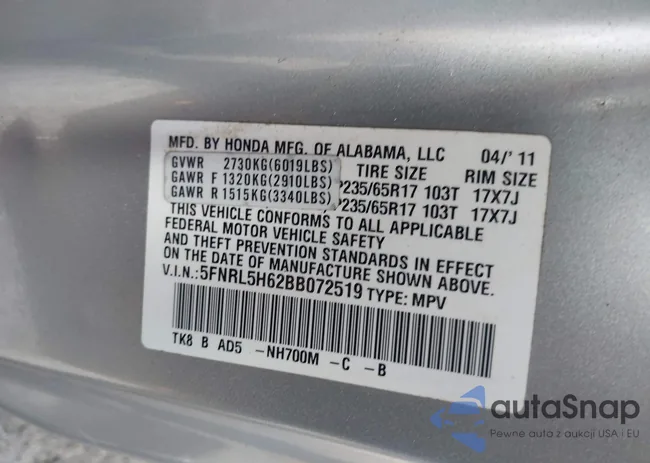 MFD. BY HONDA MFG. OF ALABAMA, LLC 04/'11
GVWR 2730KG(6019LBS) TIRE SIZE RIM SIZE
GAWR F 1320KG(2910LBS) P235/65R17 103T 17X7J
GAWR R 1515KG(3340LBS) P235/65R17 103T 17X7J
THIS VEHICLE CONFORMS TO ALL APPLICABLE
FEDERAL MOTOR VEHICLE SAFETY
AND THEFT PREVENTION STANDARDS IN EFFECT
ON THE DATE OF MANUFACTURE SHOWN ABOVE.
V.I.N.:5FNRL5H62BB072519 TYPE: MPV
TK8 B AD5 -NH700M -C -B
autoSnap
Pewne auta z aukcji USA i EU